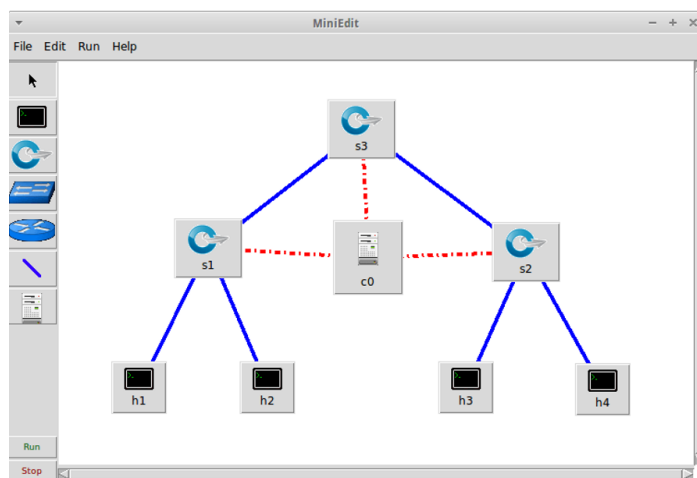 MiniEdit
File Edit Run Help
s3
s1
c0
s2
h1
h2
h3
h4
Run
Stop